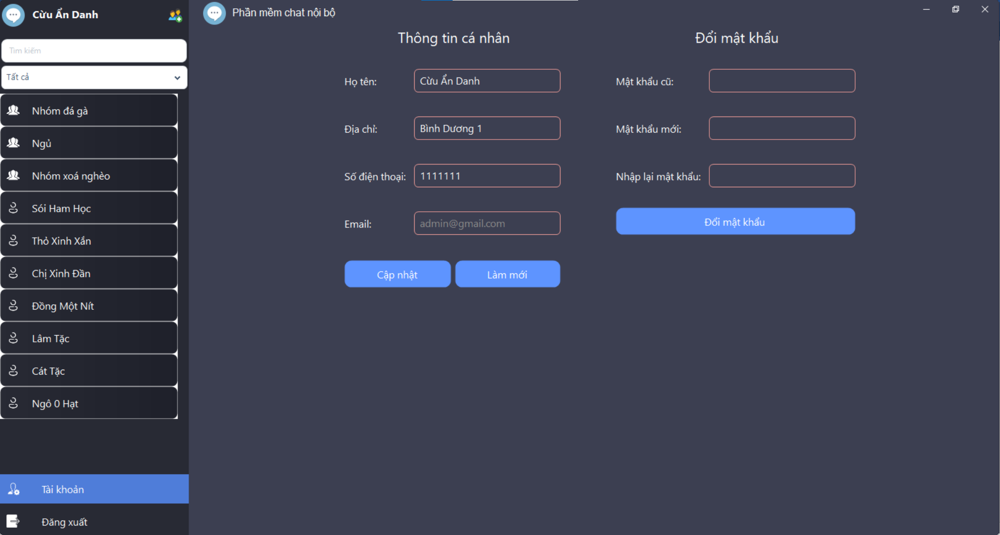 Cừu Ẩn Danh
Tìm kiếm
Tất cả
Nhóm đá gà
Ngủ
Nhóm xoá nghèo
Sói Ham Học
Thỏ Xinh Xắn
Chị Xinh Đần
Đồng Một Nít
Lâm Tặc
Cát Tặc
Ngô 0 Hạt
Tài khoản
Đăng xuất
Phần mềm chat nội bộ
Thông tin cá nhân
Họ tên: Cừu Ẩn Danh
Địa chỉ: Bình Dương 1
Số điện thoại: 1111111
Email: admin@gmail.com
Cập nhật Làm mới
Đổi mật khẩu
Mật khẩu cũ:
Mật khẩu mới:
Nhập lại mật khẩu:
Đổi mật khẩu